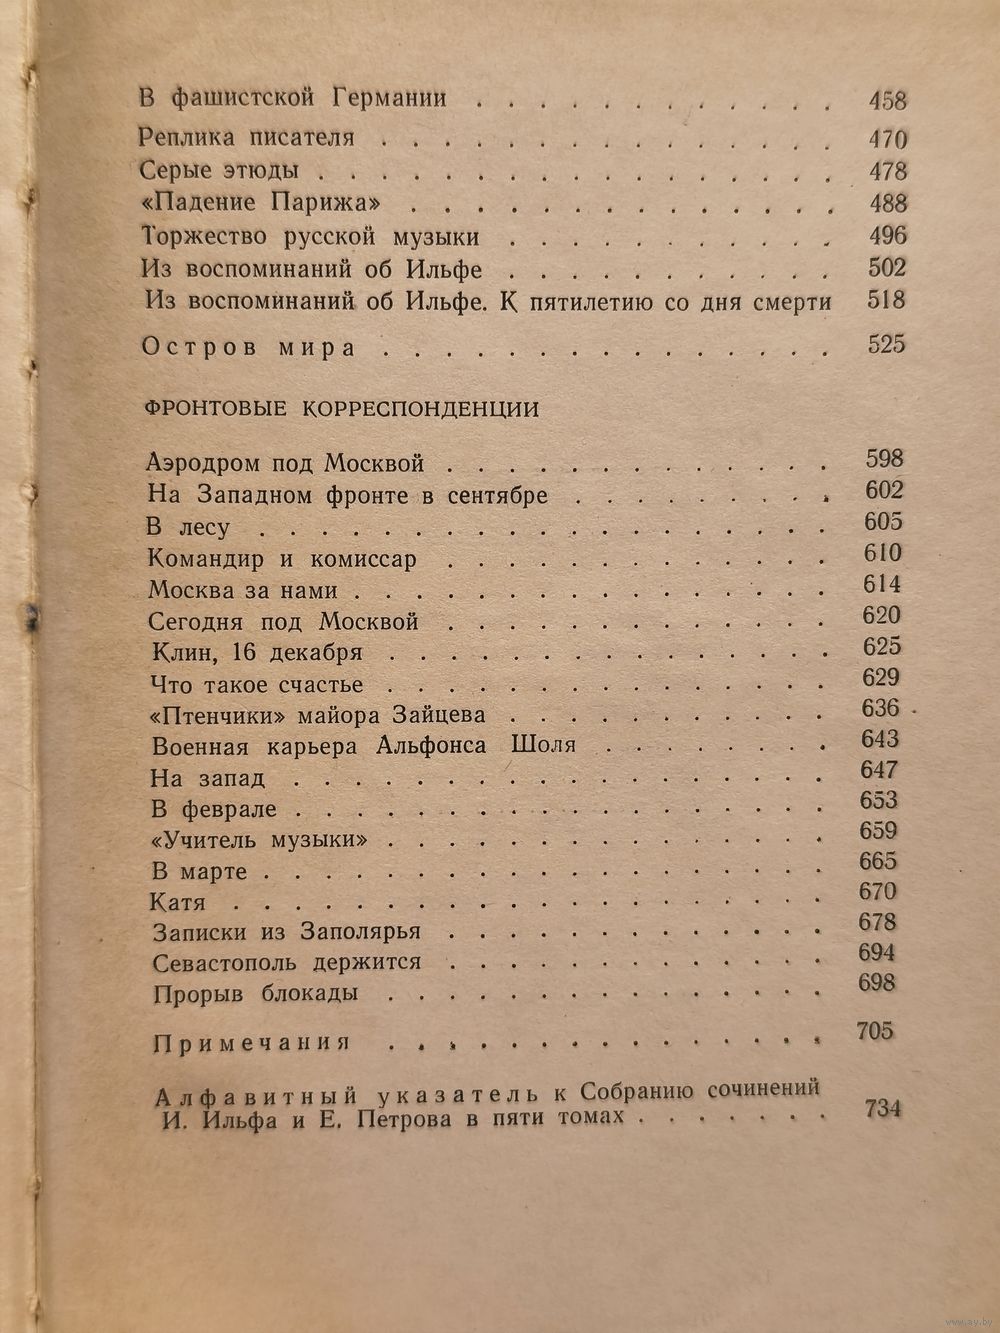 В фашистской Германии . . . . . . . . . . . . 458
Реплика писателя . . . . . . . . . . . . . . . 470
Серые этюды . . . . . . . . . . . . . . . . . 478
«Падение Парижа» . . . . . . . . . . . . . . 488
Торжество русской музыки . . . . . . . . . . . 496
Из воспоминаний об Ильфе . . . . . . . . . . . 502
Из воспоминаний об Ильфе. К пятилетию со дня смерти 518
Остров мира . . . . . . . . . . . . . . . 525
ФРОНТОВЫЕ КОРРЕСПОНДЕНЦИИ
Аэродром под Москвой . . . . . . . . . . . . . 598
На Западном фронте в сентябре . . . . . . . . . 602
В лесу . . . . . . . . . . . . . . . . . . . 605
Командир и комиссар . . . . . . . . . . . . . 610
Москва за нами . . . . . . . . . . . . . . . . 614
Сегодня под Москвой . . . . . . . . . . . . . 620
Клин, 16 декабря . . . . . . . . . . . . . . . 625
Что такое счастье . . . . . . . . . . . . . . . 629
«Птенчики» майора Зайцева . . . . . . . . . . . 636
Военная карьера Альфонса Шоля . . . . . . . . 643
На запад . . . . . . . . . . . . . . . . . . 647
В феврале . . . . . . . . . . . . . . . . . . 653
«Учитель музыки» . . . . . . . . . . . . . . . 659
В марте . . . . . . . . . . . . . . . . . . . 665
Катя . . . . . . . . . . . . . . . . . . . . 670
Записки из Заполярья . . . . . . . . . . . . . 678
Севастополь держится . . . . . . . . . . . . . 694
Прорыв блокады . . . . . . . . . . . . . . . 698
Примечания . . . . . . . . . . . . . . . 705
Алфавитный указатель к Собранию сочинений
И. Ильфа и Е. Петрова в пяти томах . . . . . . . 734
www.ay.by